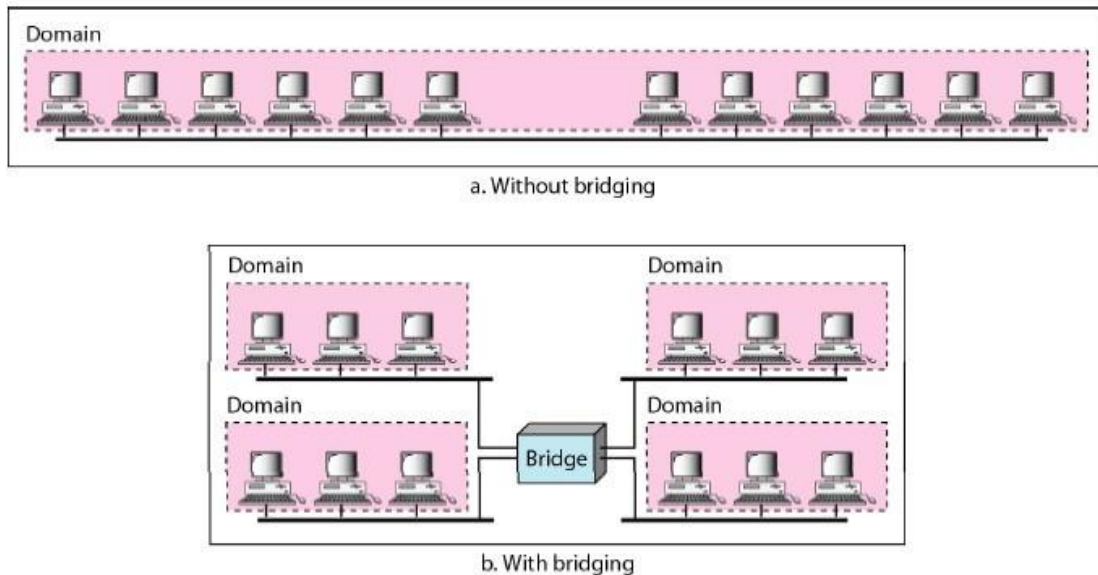 Domain
a. Without bridging
Domain
Domain
Domain
Domain
Bridge
b. With bridging